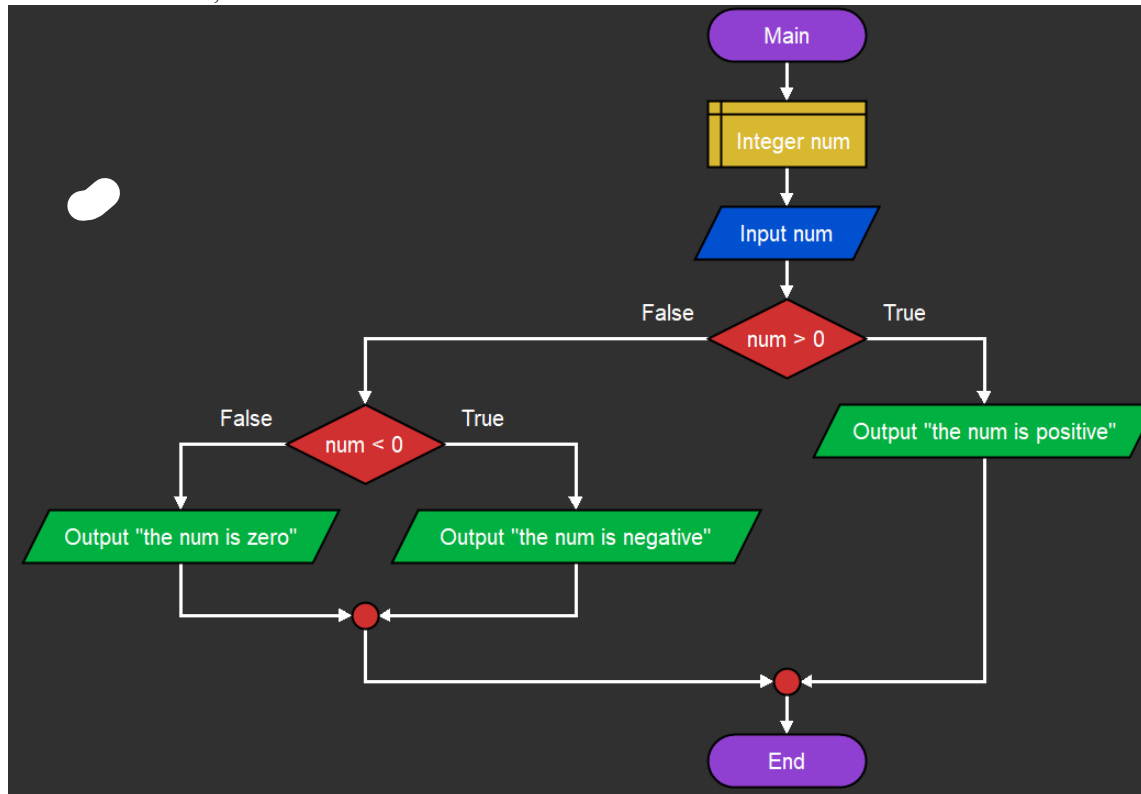 Main
Integer num
Input num
False
True
num > 0
False
True
num < 0
Output "the num is positive"
Output "the num is zero"
Output "the num is negative"
End